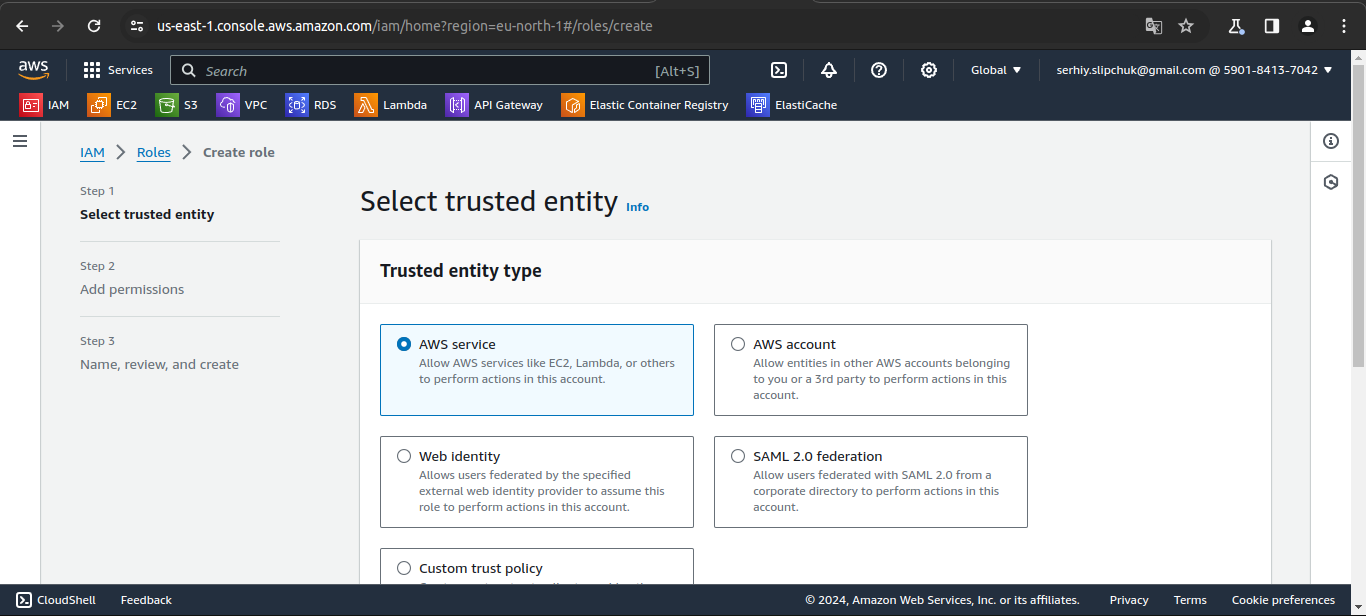 us-east-1.console.aws.amazon.com/iam/home?region=eu-north-1#/roles/create
aws
Services
Search
[Alt+S]
Global
serhiy.slipchuk@gmail.com @ 5901-8413-7042
IAM
EC2
S3
VPC
RDS
Lambda
API Gateway
Elastic Container Registry
ElastiCache
IAM
Roles
Create role
Step 1
Select trusted entity
Step 2
Add permissions
Step 3
Name, review, and create
Select trusted entity Info
Trusted entity type
AWS service
Allow AWS services like EC2, Lambda, or others
to perform actions in this account.
AWS account
Allow entities in other AWS accounts belonging
to you or a 3rd party to perform actions in this
account.
Web identity
Allows users federated by the specified
external web identity provider to assume this
role to perform actions in this account.
SAML 2.0 federation
Allow users federated with SAML 2.0 from a
corporate directory to perform actions in this
account.
Custom trust policy
CloudShell
Feedback
© 2024, Amazon Web Services, Inc. or its affiliates.
Privacy
Terms
Cookie preferences